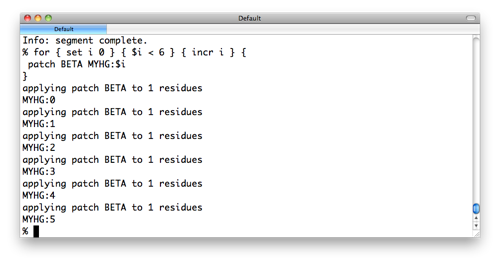 Default
Default
Info: segment complete.
% for { set i 0 } { $i < 6 } { incr i } {
patch BETA MYHG:$i
}
applying patch BETA to 1 residues
MYHG:0
applying patch BETA to 1 residues
MYHG:1
applying patch BETA to 1 residues
MYHG:2
applying patch BETA to 1 residues
MYHG:3
applying patch BETA to 1 residues
MYHG:4
applying patch BETA to 1 residues
MYHG:5
%